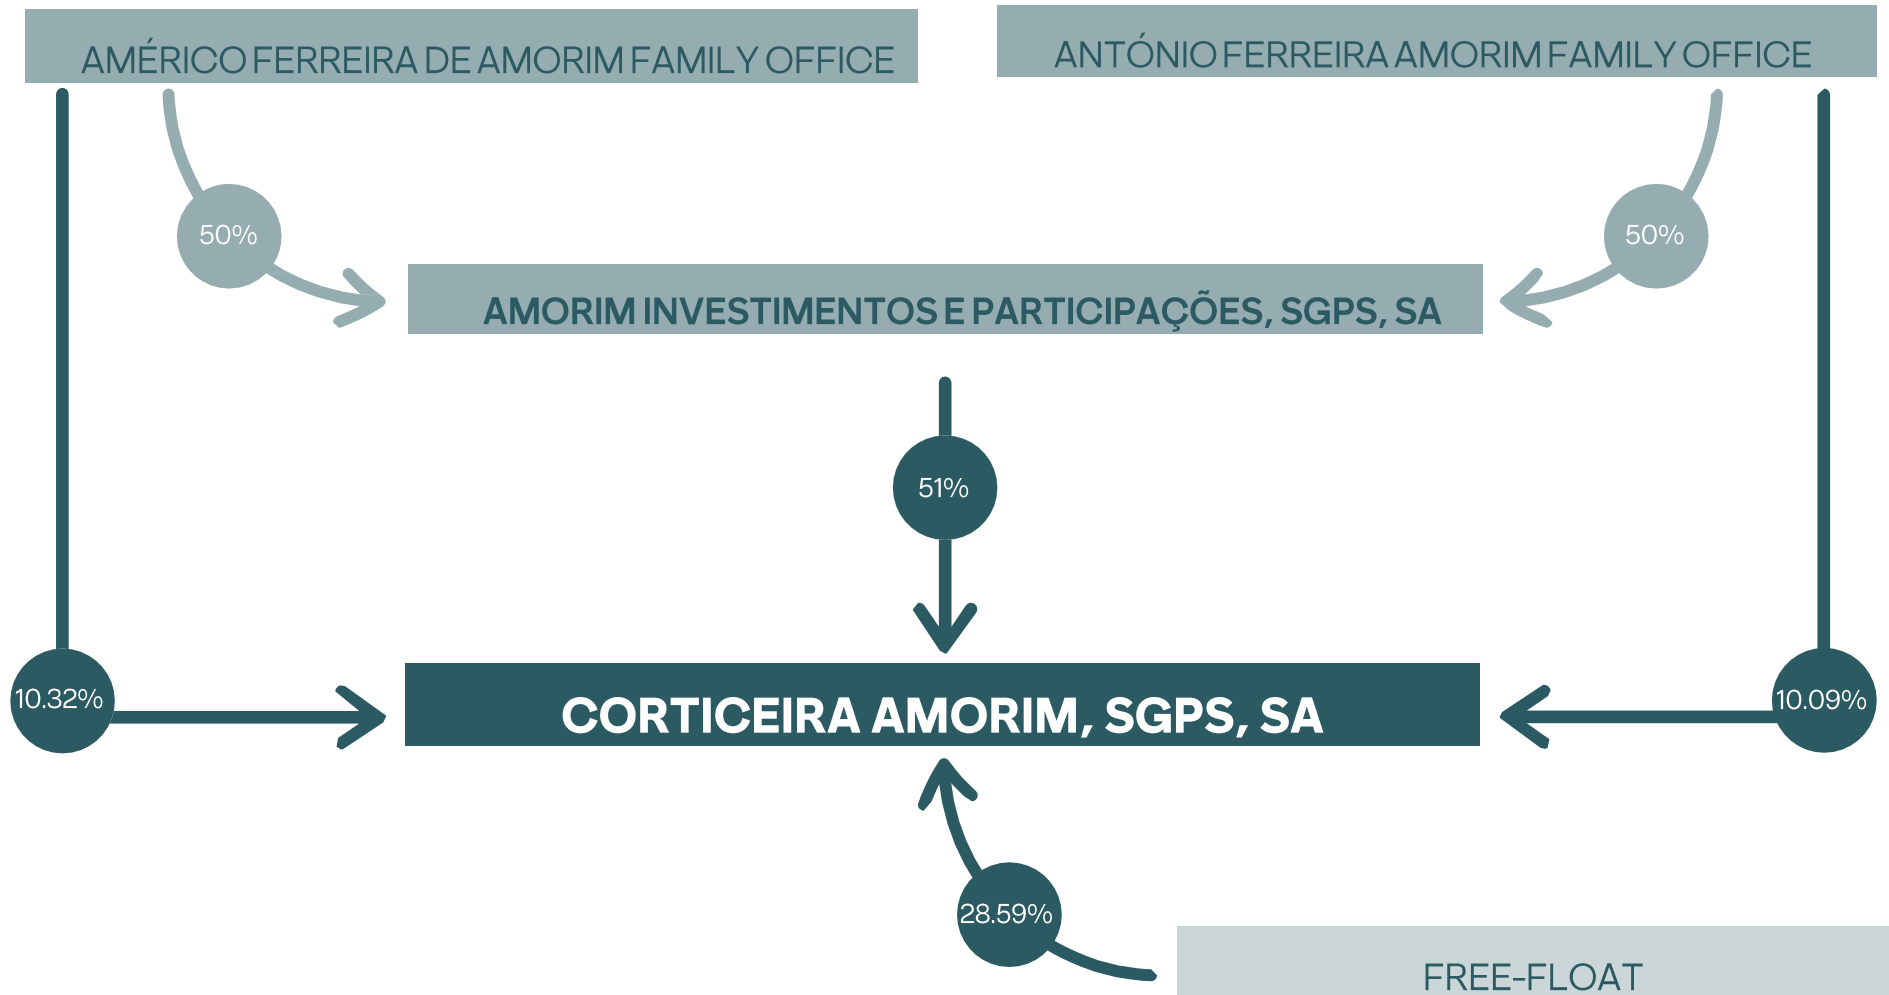 AMÉRICO FERREIRA DE AMORIM FAMILY OFFICE
ANTÓNIO FERREIRA AMORIM FAMILY OFFICE
50%
50%
AMORIM INVESTIMENTOS E PARTICIPAÇÕES, SGPS, SA
51%
10.32%
10.09%
CORTICEIRA AMORIM, SGPS, SA
28.59%
FREE-FLOAT